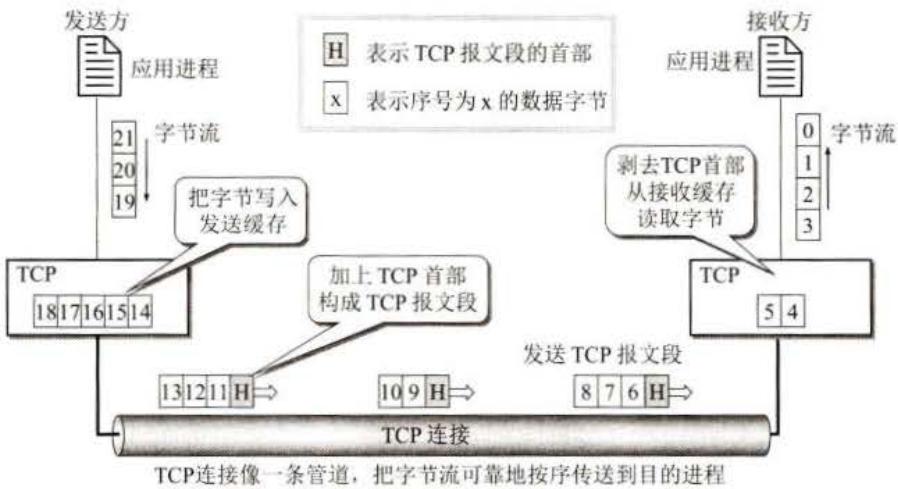 发送方
接收方
应用进程
H 表示 TCP 报文段的首部
x 表示序号为 x 的数据字节
应用进程
21
20
19
字节流
0
1
2
3
字节流
把字节写入
发送缓存
剥去TCP首部
从接收缓存
读取字节
TCP
18 17 16 15 14
加上 TCP 首部
构成 TCP 报文段
TCP
5 4
发送 TCP 报文段
13 12 11 H
10 9 H
8 7 6 H
TCP 连接
TCP连接像一条管道，把字节流可靠地按序传送到目的进程